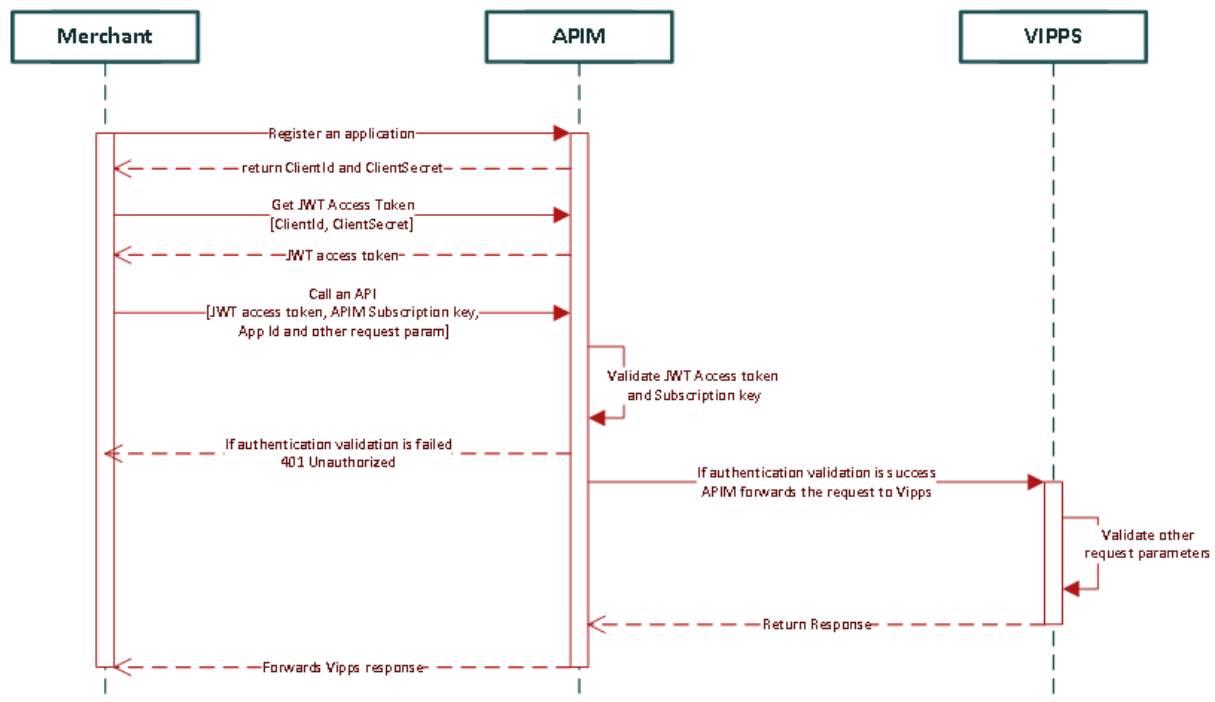 Merchant
APIM
VIPPS
Register an application
return ClientId and ClientSecret
Get JWT Access Token
[ClientId, ClientSecret]
JWT access token
Call an API
[JWT access token, APIM Subscription key,
App Id and other request param]
Validate JWT Access token
and Subscription key
If authentication validation is failed
401 Unauthorized
If authentication validation is success
APIM forwards the request to Vipps
Validate other
request parameters
Return Response
Forwards Vipps response